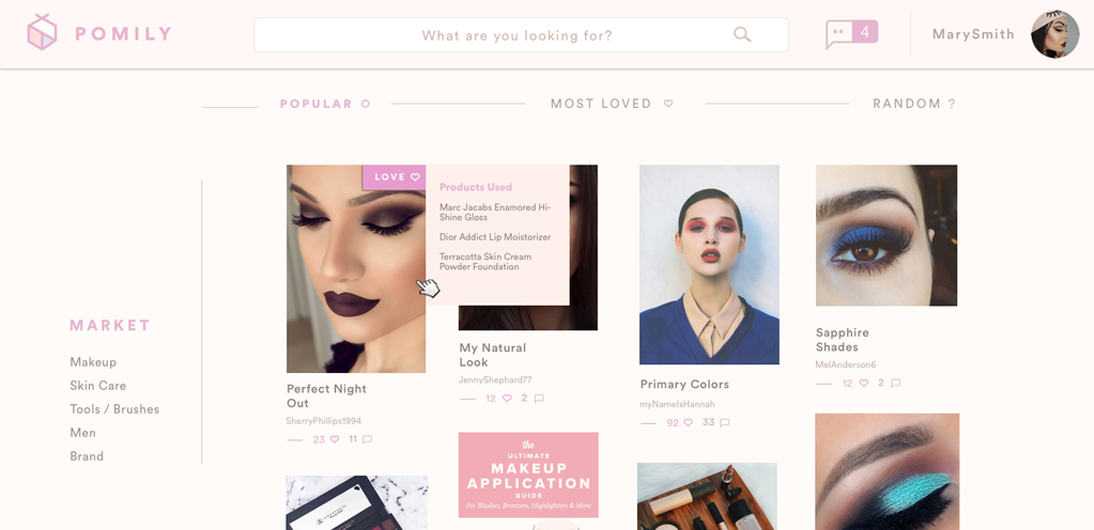 POMILY
What are you looking for?
4
MarySmith
POPULAR
MOST LOVED
RANDOM ?
MARKET
Makeup
Skin Care
Tools / Brushes
Men
Brand
LOVE
Products Used
Marc Jacabs Enamored Hi-
Shine Gloss
Dior Addict Lip Moistorizer
Terracotta Skin Cream
Powder Foundation
Perfect Night
Out
SherryPhillips1994
23
11
My Natural
Look
JennyShephard77
12
2
the
ULTIMATE
MAKEUP
APPLICATION
GUIDE
For Blushes, Bronzers, Highlighters & More
Primary Colors
myNameIsHannah
92
33
Sapphire
Shades
MelAnderson6
12
2